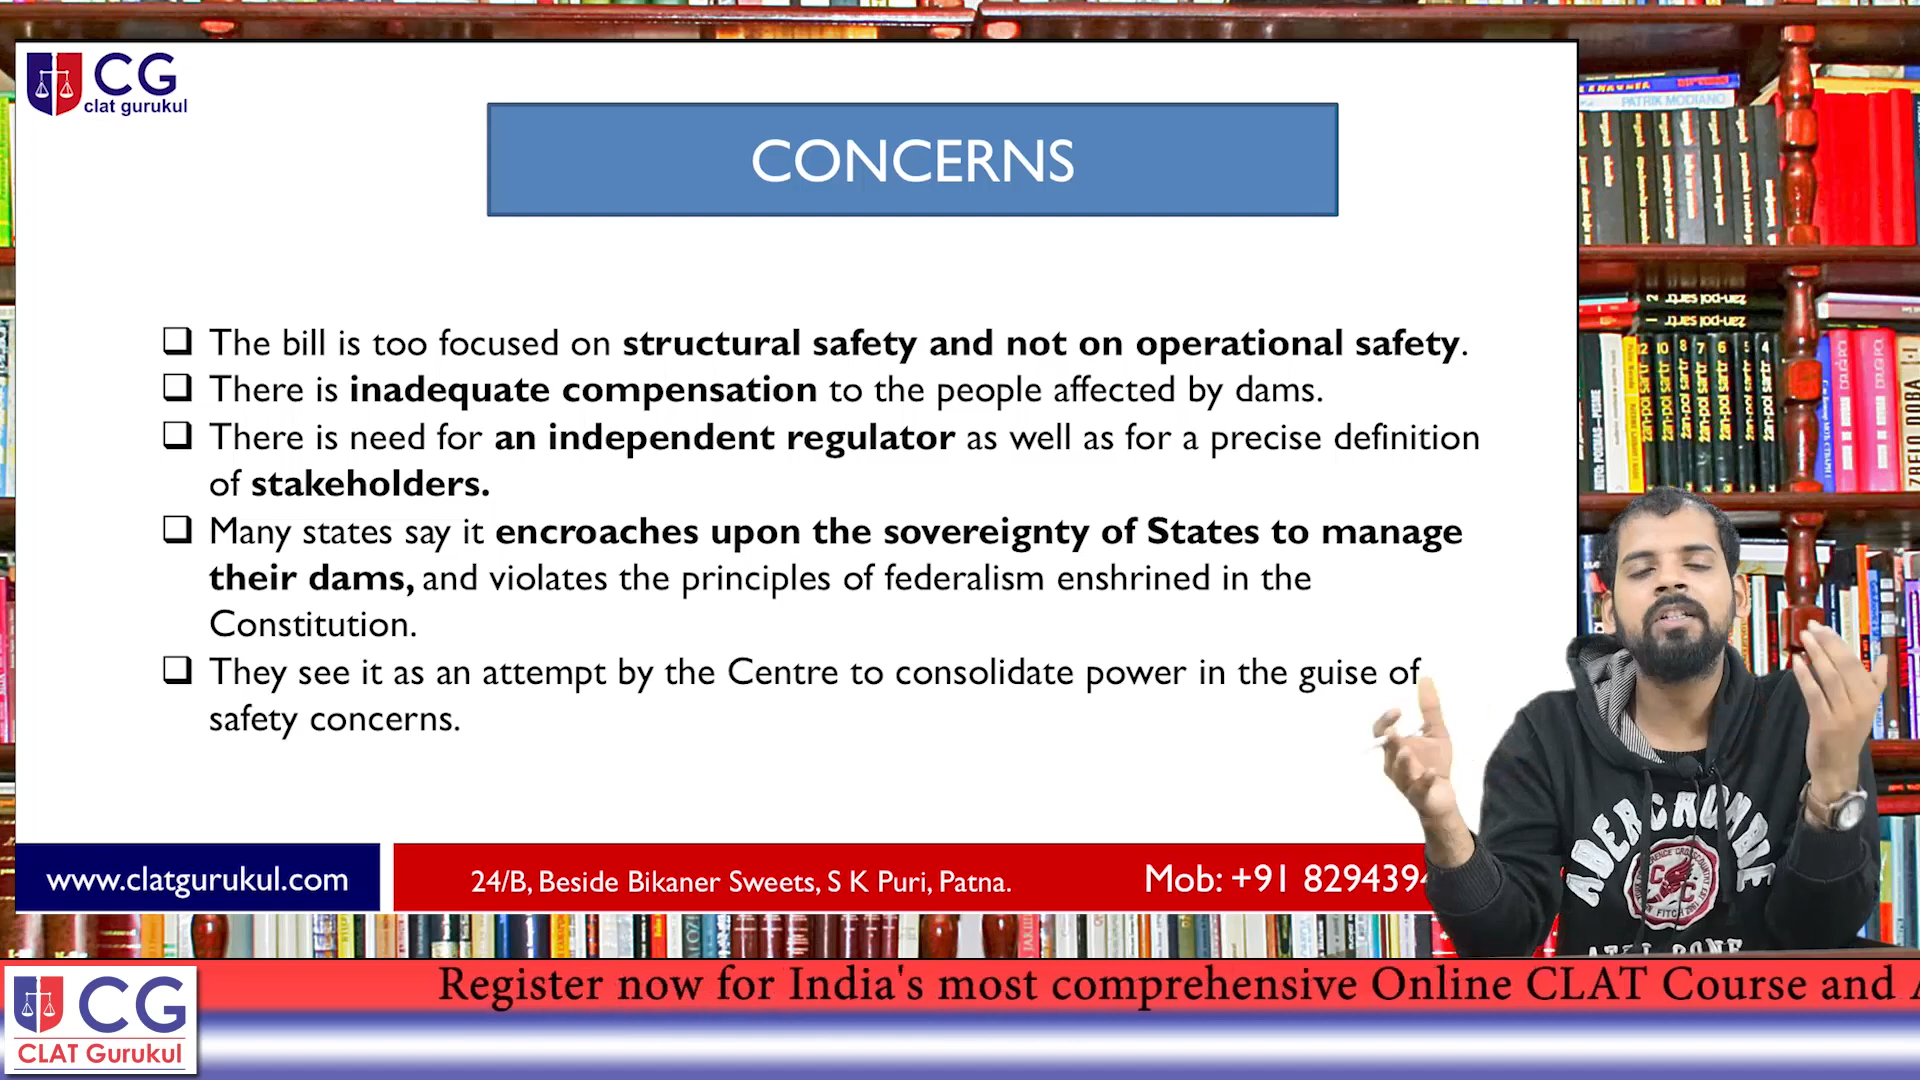 CG
clat gurukul
CONCERNS
PATRIK MODIANO
❑ The bill is too focused on structural safety and not on operational safety.
❑ There is inadequate compensation to the people affected by dams.
❑ There is need for an independent regulator as well as for a precise definition
of stakeholders.
❑ Many states say it encroaches upon the sovereignty of States to manage
their dams, and violates the principles of federalism enshrined in the
Constitution.
❑ They see it as an attempt by the Centre to consolidate power in the guise of
safety concerns.
ABERCROMBIE
www.clatgurukul.com
24/B, Beside Bikaner Sweets, S K Puri, Patna.
Mob: +91 829439
Register now for India's most comprehensive Online CLAT Course and A
CG
CLAT Gurukul